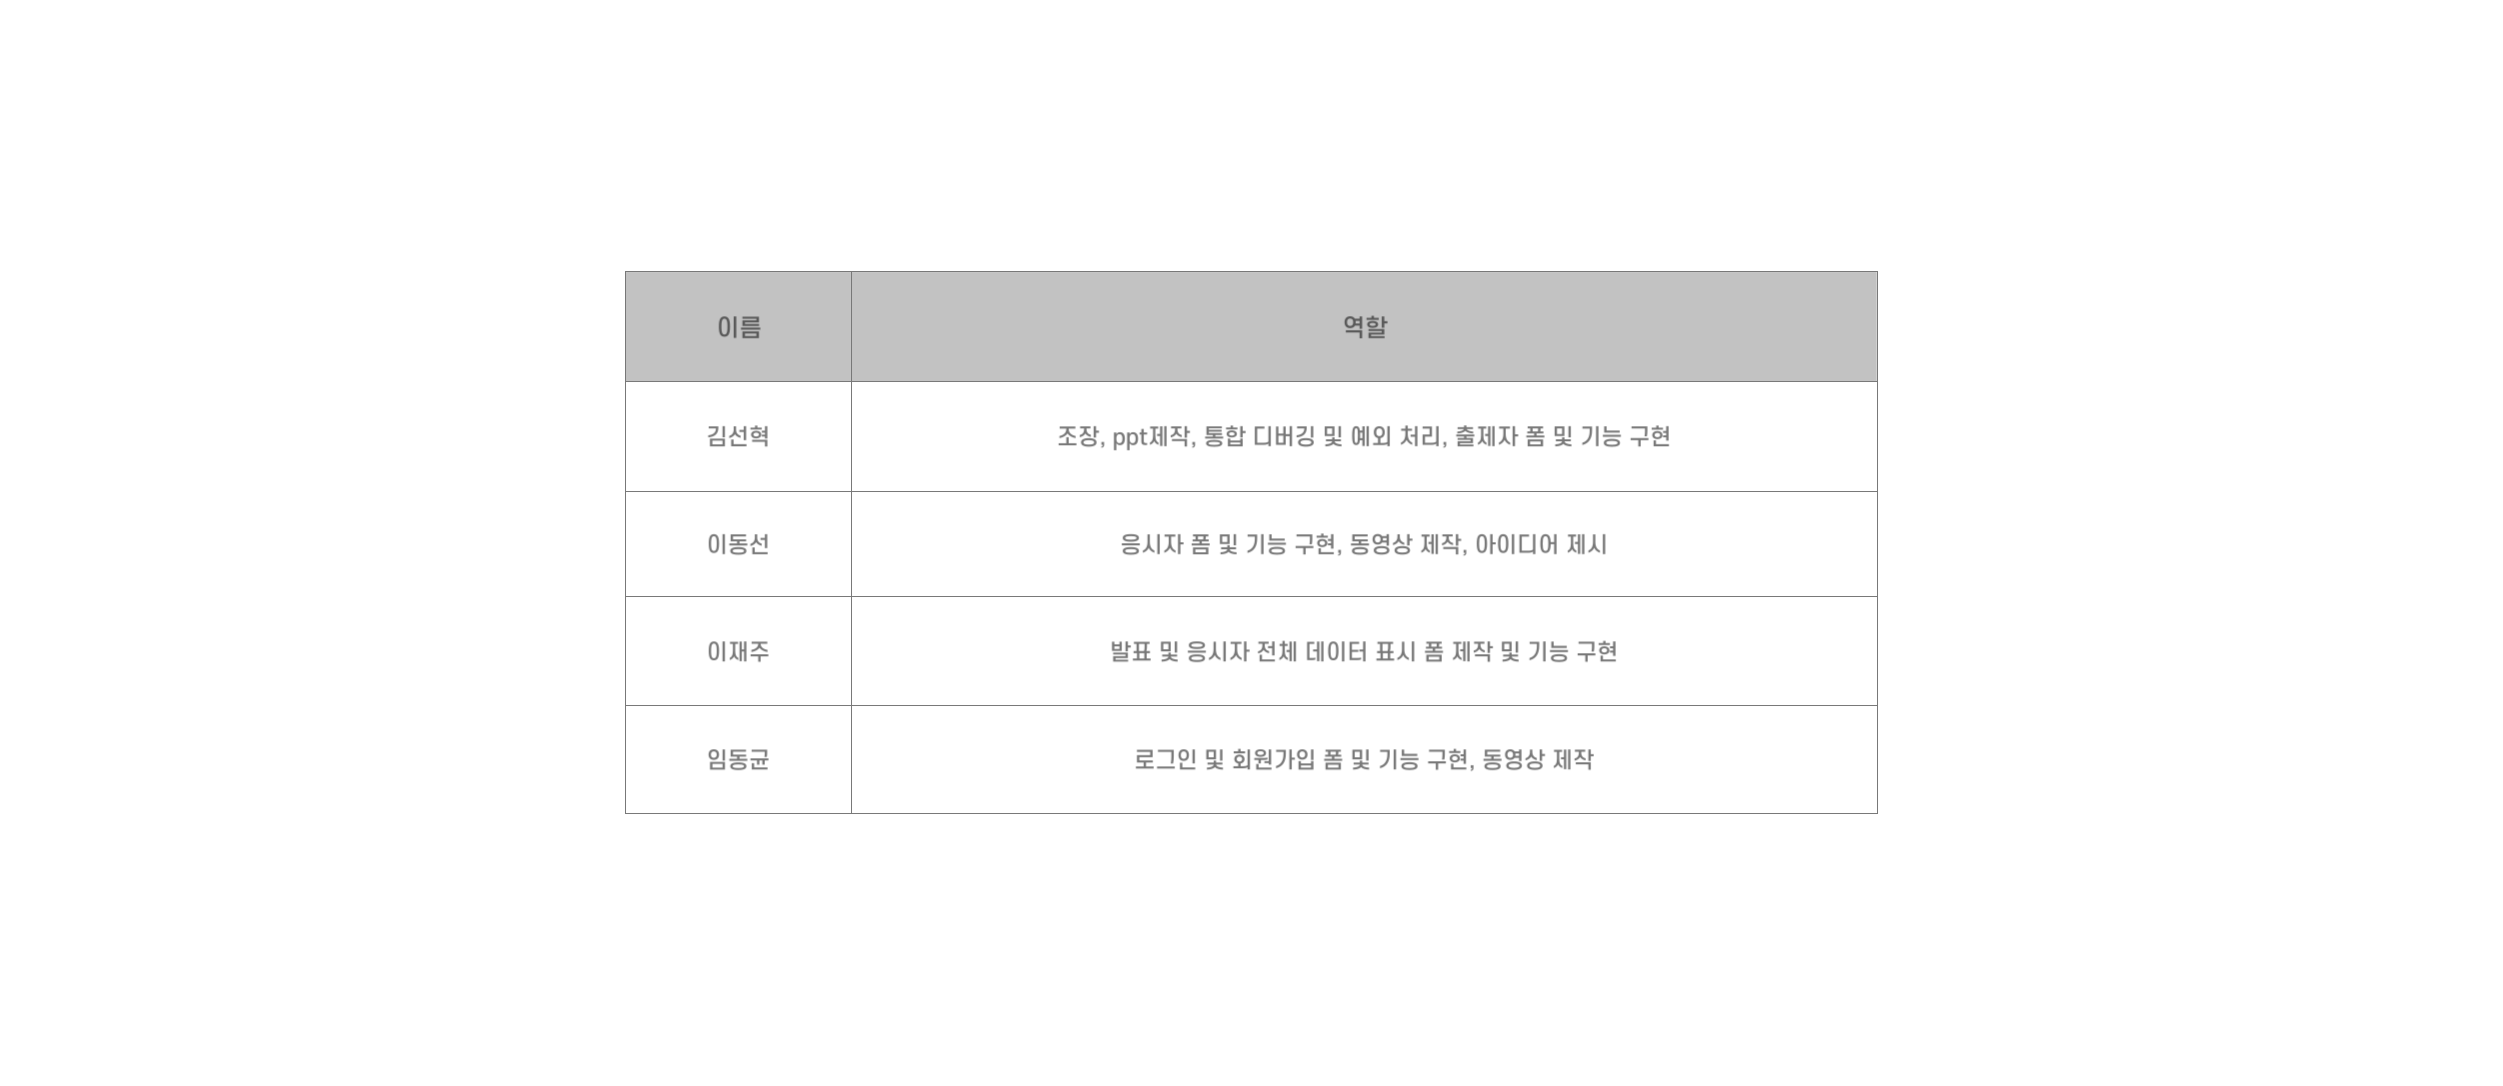 이름 역할
김선혁 조장, ppt제작, 통합 디버깅 및 예외 처리, 출제자 폼 및 기능 구현
이동선 응시자 폼 및 기능 구현, 동영상 제작, 아이디어 제시
이재주 발표 및 응시자 전체 데이터 표시 폼 제작 및 기능 구현
임동균 로그인 및 회원가입 폼 및 기능 구현, 동영상 제작